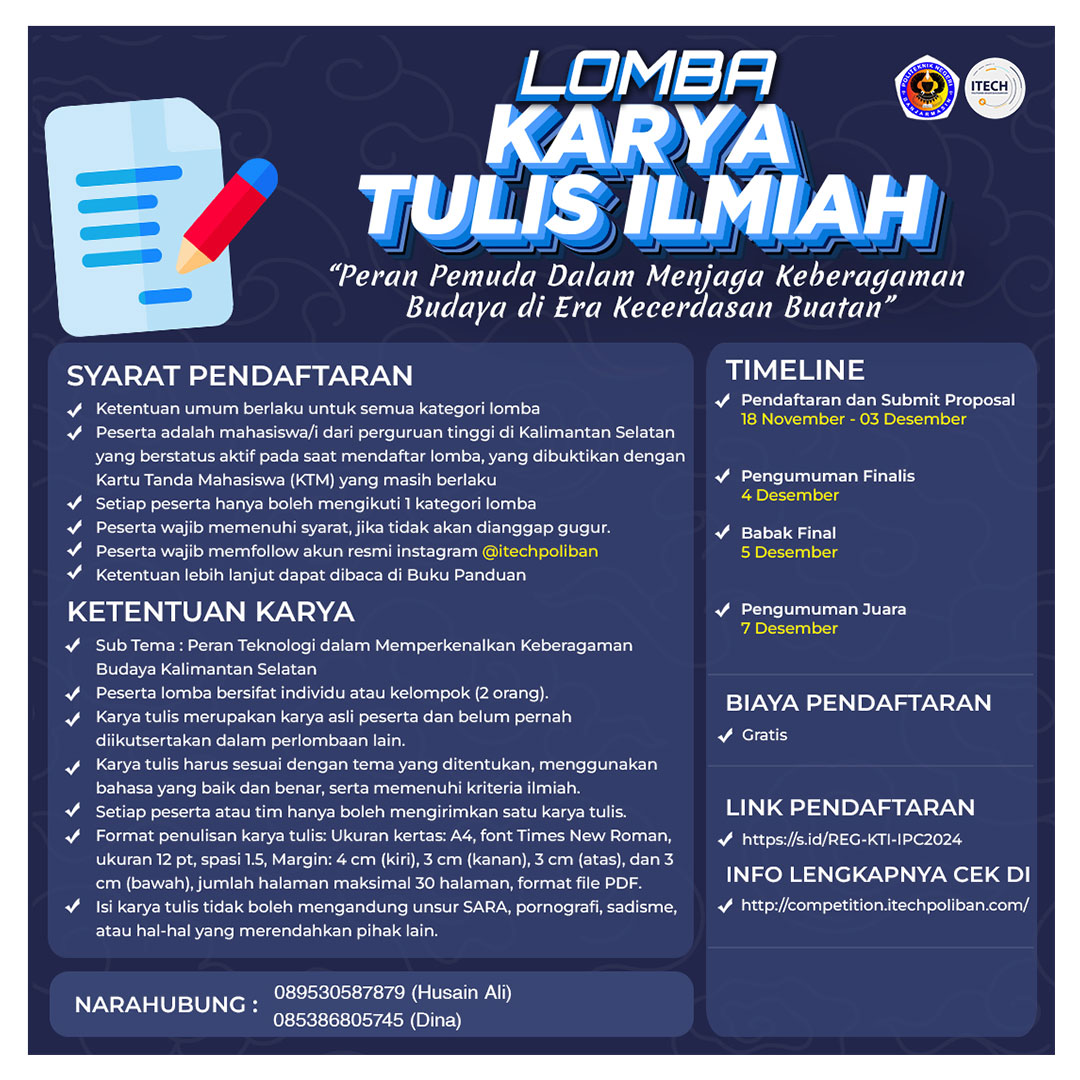 LOMBA
KARYA
TULIS ILMIAH
POLITEKNIK NEGERI
BANJARMASIN
ITECH
“Peran Pemuda Dalam Menjaga Keberagaman
Budaya di Era Kecerdasan Buatan”
SYARAT PENDAFTARAN
Ketentuan umum berlaku untuk semua kategori lomba
Peserta adalah mahasiswa/i dari perguruan tinggi di Kalimantan Selatan
yang berstatus aktif pada saat mendaftar lomba, yang dibuktikan dengan
Kartu Tanda Mahasiswa (KTM) yang masih berlaku
Setiap peserta hanya boleh mengikuti 1 kategori lomba
Peserta wajib memenuhi syarat, jika tidak akan dianggap gugur.
Peserta wajib memfollow akun resmi instagram @itechpoliban
Ketentuan lebih lanjut dapat dibaca di Buku Panduan
KETENTUAN KARYA
Sub Tema : Peran Teknologi dalam Memperkenalkan Keberagaman
Budaya Kalimantan Selatan
Peserta lomba bersifat individu atau kelompok (2 orang).
Karya tulis merupakan karya asli peserta dan belum pernah
diikutsertakan dalam perlombaan lain.
Karya tulis harus sesuai dengan tema yang ditentukan, menggunakan
bahasa yang baik dan benar, serta memenuhi kriteria ilmiah.
Setiap peserta atau tim hanya boleh mengirimkan satu karya tulis.
Format penulisan karya tulis: Ukuran kertas: A4, font Times New Roman,
ukuran 12 pt, spasi 1.5, Margin: 4 cm (kiri), 3 cm (kanan), 3 cm (atas), dan 3
cm (bawah), jumlah halaman maksimal 30 halaman, format file PDF.
Isi karya tulis tidak boleh mengandung unsur SARA, pornografi, sadisme,
atau hal-hal yang merendahkan pihak lain.
NARAHUBUNG :
089530587879 (Husain Ali)
085386805745 (Dina)
TIMELINE
Pendaftaran dan Submit Proposal
18 November - 03 Desember
Pengumuman Finalis
4 Desember
Babak Final
5 Desember
Pengumuman Juara
7 Desember
BIAYA PENDAFTARAN
Gratis
LINK PENDAFTARAN
https://s.id/REG-KTI-IPC2024
INFO LENGKAPNYA CEK DI
http://competition.itechpoliban.com/